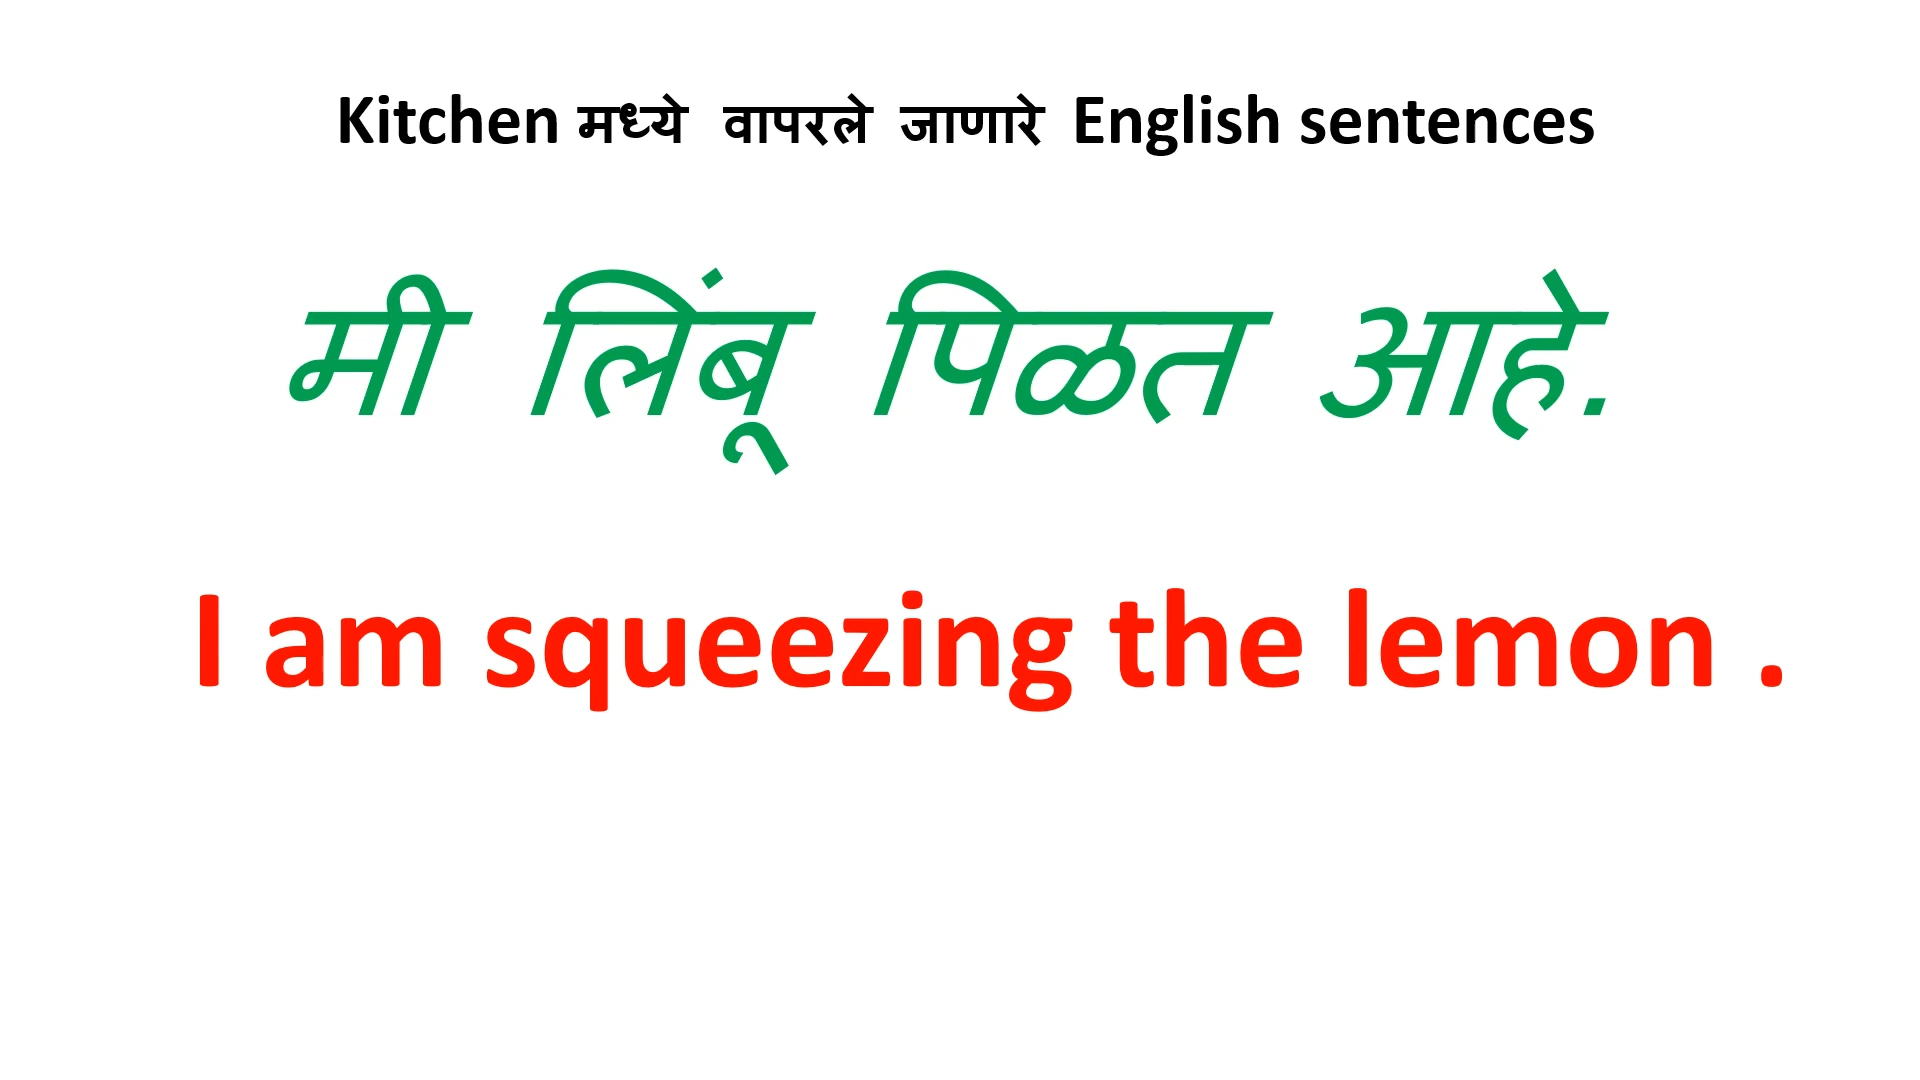 Kitchen मध्ये वापरले जाणारे English sentences
मी लिंबू पिळत आहे.
I am squeezing the lemon .